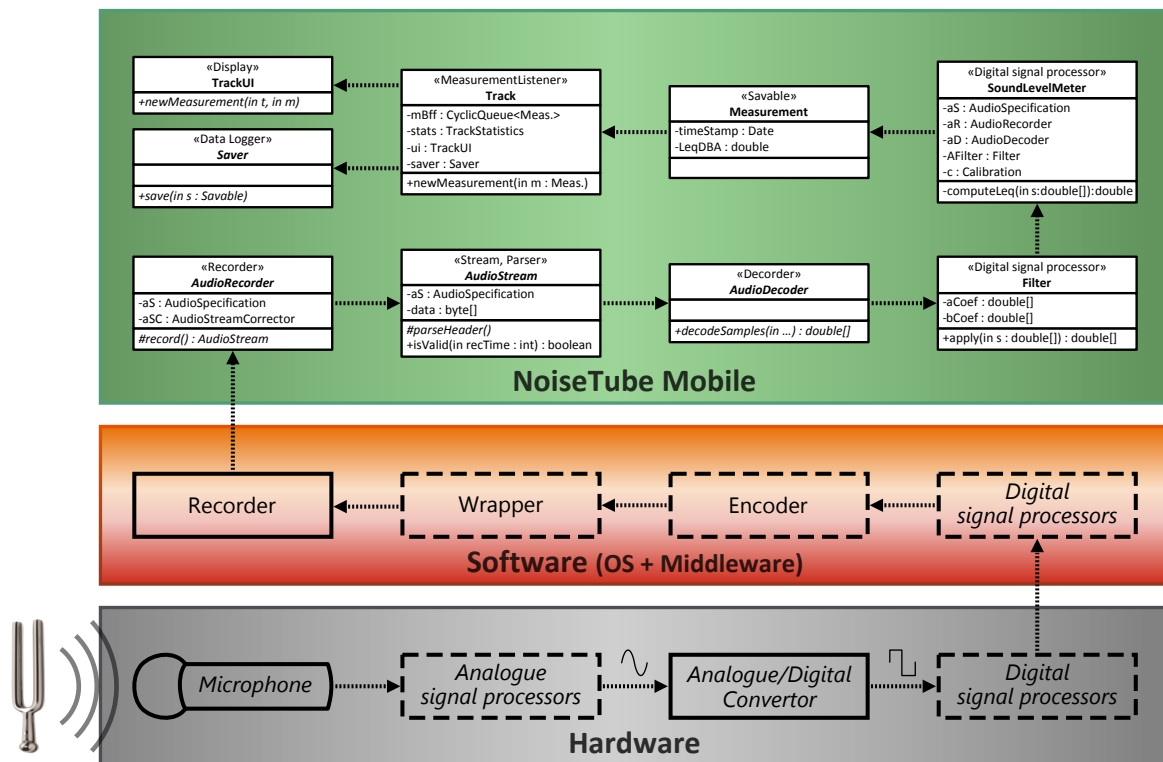 «Display»
TrackUI
+newMeasurement(in t, in m)
«Data Logger»
Saver
+save(in s : Savable)
«MeasurementListener»
Track
-mBff : CyclicQueue<Meas.>
-stats : TrackStatistics
-ui : TrackUI
-saver : Saver
+newMeasurement(in m : Meas.)
«Savable»
Measurement
-timeStamp : Date
-LeqDBA : double
«Digital signal processor»
SoundLevelMeter
-aS : AudioSpecification
-aR : AudioRecorder
-aD : AudioDecoder
-AFilter : Filter
-c : Calibration
-computeLeq(in s:double[]):double
«Recorder»
AudioRecorder
-aS : AudioSpecification
-aSC : AudioStreamCorrector
#record() : AudioStream
«Stream, Parser»
AudioStream
-aS : AudioSpecification
-data : byte[]
#parseHeader()
+isValid(in recTime : int) : boolean
«Decorder»
AudioDecoder
+decodeSamples(in ...) : double[]
«Digital signal processor»
Filter
-aCoef : double[]
-bCoef : double[]
+apply(in s : double[]) : double[]
NoiseTube Mobile
Recorder
Wrapper
Encoder
Digital
signal processors
Software (OS + Middleware)
Microphone
Analogue
signal processors
Analogue/Digital
Convertor
Digital
signal processors
Hardware